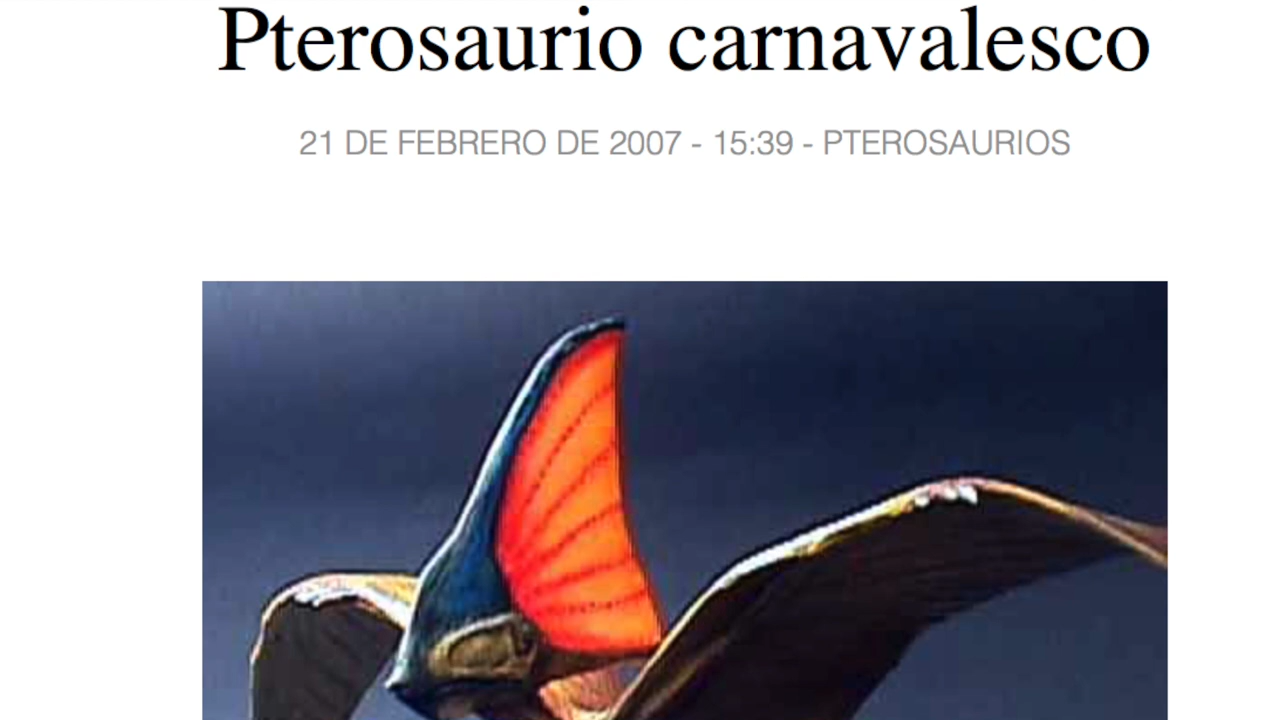 Pterosaurio carnavalesco
21 DE FEBRERO DE 2007 - 15:39 - PTEROSAURIOS